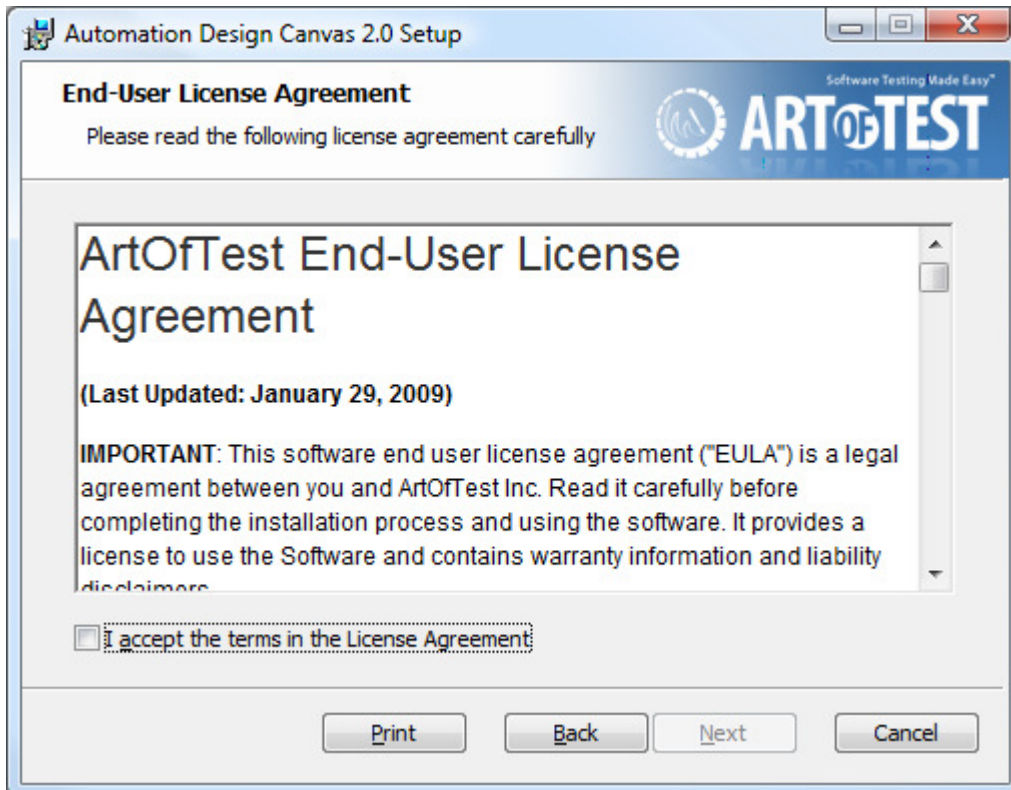 Automation Design Canvas 2.0 Setup
End-User License Agreement
Please read the following license agreement carefully
Software Testing Made Easy™
ARTOFTEST
ArtOfTest End-User License
Agreement
(Last Updated: January 29, 2009)
IMPORTANT: This software end user license agreement ("EULA") is a legal
agreement between you and ArtOfTest Inc. Read it carefully before
completing the installation process and using the software. It provides a
license to use the Software and contains warranty information and liability
disclaimers.
I accept the terms in the License Agreement
Print
Back
Next
Cancel